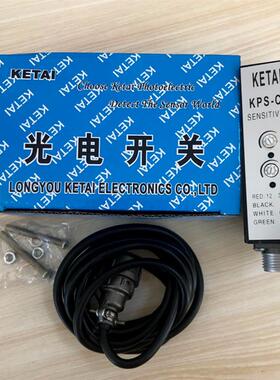 KETAI
Choose Ketai Photoelectric
Detect The Sensor World
光电开关
LONGYOU KETAI ELECTRONICS CO.,LTD
KETAI
KPS-C
SENSITIV
RED:12
BLACK:
WHITE:
GREEN: